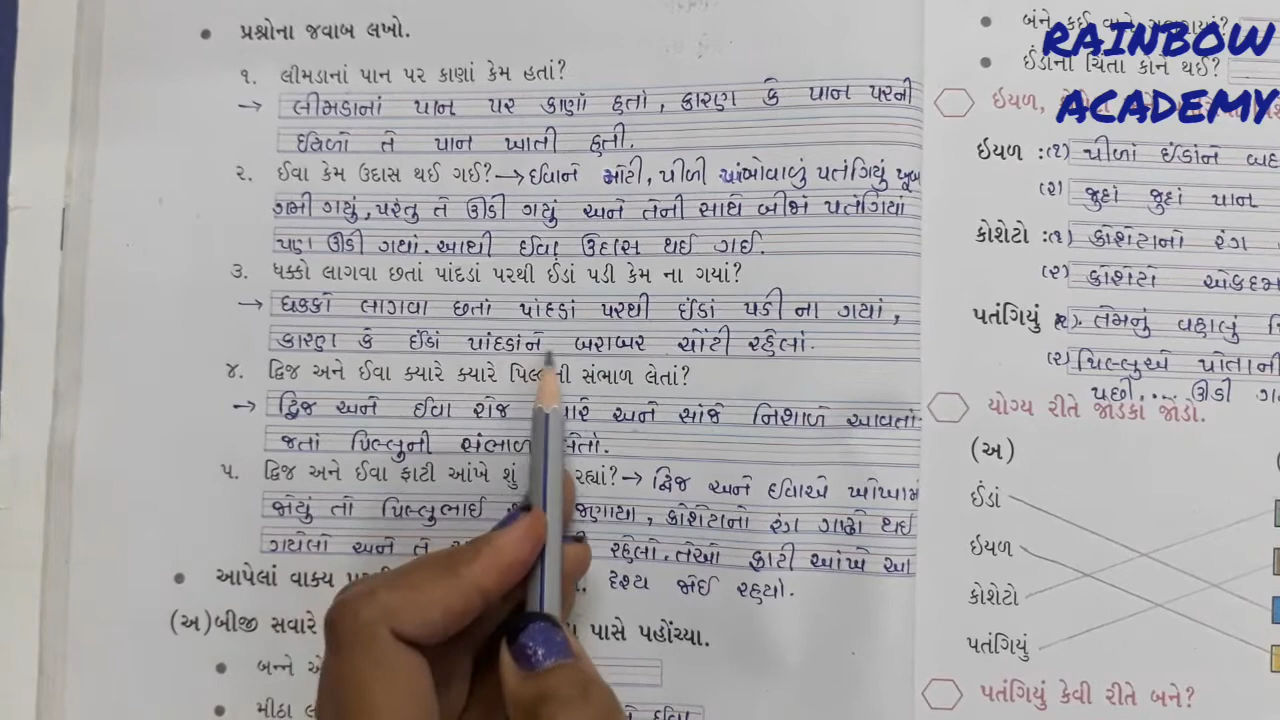 પ્રશ્નોના જવાબ લખો.
૧. લીમડાનાં પાન પર કાણાં કેમ હતાં?
→ લીમડાનાં પાન પર કાણાં હતાં, કારણ કે પાન પરની
ઈયળો તે પાન ખાતી હતી.
૨. ઈવા કેમ ઉદાસ થઈ ગઈ? → ઈવાને મોટી, પીળી પાંખોવાળું પતંગિયું ખૂબ
ગમી ગયું, પરંતુ તે ઊડી ગયું અને તેની સાથે બીજાં પતંગિયાં
પણ ઊડી ગયાં. આથી ઈવા ઉદાસ થઈ ગઈ.
૩. ધક્કો લાગવા છતાં પાંદડાં પરથી ઈંડાં પડી કેમ ના ગયાં?
→ ધક્કો લાગવા છતાં પાંદડાં પરથી ઈંડાં પડી ના ગયાં,
કારણ કે ઈંડાં પાંદડાંને બરાબર ચોંટી રહેલાં.
૪. દ્વિજ અને ઈવા ક્યારે ક્યારે સંભાળ લેતાં?
→ દ્વિજ અને ઈવા રોજ અને સાંજે નિશાળે આવતાં
જતાં પિલ્લુની સંભાળ
૫. દ્વિજ અને ઈવા ફાટી આંખે શું રહ્યાં? → દ્વિજ અને ઈવાએ ખોખામાં
જોયું તો પિલ્લુભાઈ જણાયા, કોશેટાનો રંગ ગાઢો થઈ
ગયેલો અને તે રહેલો. તેઓ ફાટી આંખે આ
દૃશ્ય જોઈ રહ્યાં.
આપેલાં વાક્ય
(અ) બીજી સવારે પાસે પહોંચ્યા.
બન્ને
મીઠા
ઈવા
RAINBOW
ACADEMY
બંને કઈ
ઈંડાની ચિંતા કોને થઈ?
ઈયળ,
ઈયળ : (૧) પીળાં ઈંડાંને
(૨) જુદાં જુદાં પાન
કોશેટો : (૧) કોશેટાનો રંગ
(૨) કોશેટો એકદમ
પતંગિયું (૧). તેમનું વહાલું
(૨) પિલ્લુએ પોતાની
પછી.... ઊડી
યોગ્ય રીતે જોડકાં જોડો.
(અ)
ઈંડાં
ઈયળ
કોશેટો
પતંગિયું
પતંગિયું કેવી રીતે બને?